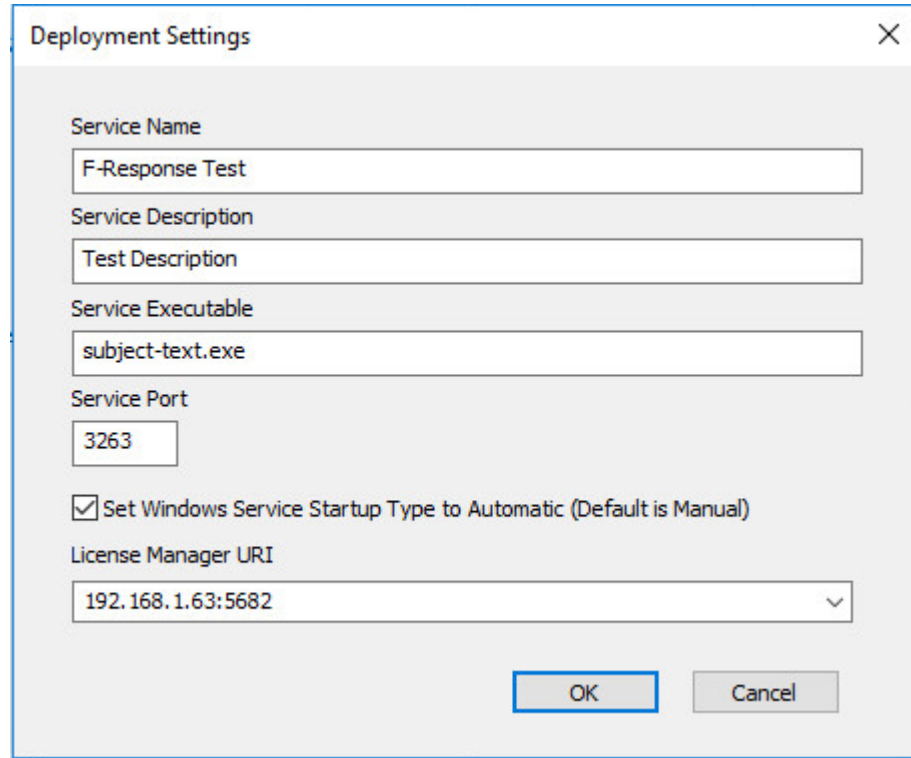 Deployment Settings
Service Name
F-Response Test
Service Description
Test Description
Service Executable
subject-text.exe
Service Port
3263
Set Windows Service Startup Type to Automatic (Default is Manual)
License Manager URI
192.168.1.63:5682
OK Cancel